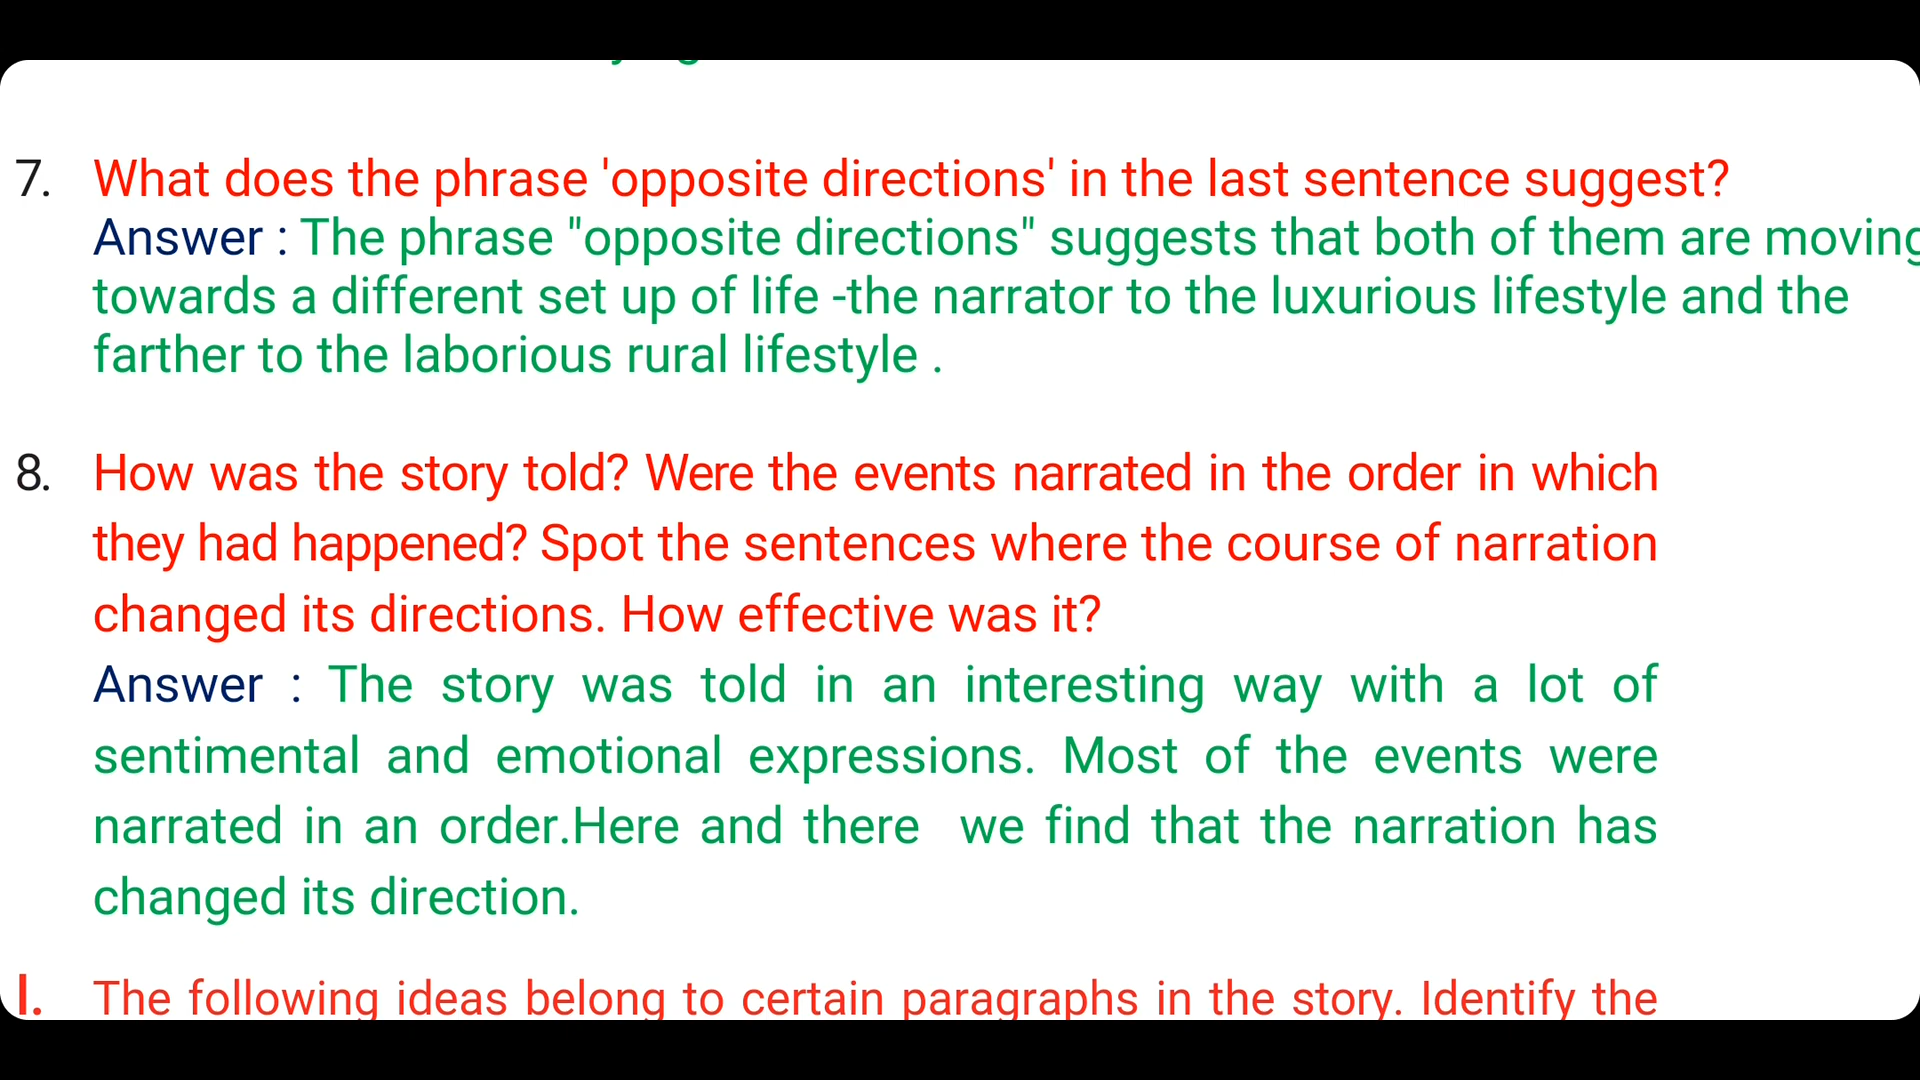 7. What does the phrase 'opposite directions' in the last sentence suggest?
Answer : The phrase "opposite directions" suggests that both of them are moving
towards a different set up of life -the narrator to the luxurious lifestyle and the
farther to the laborious rural lifestyle .
8. How was the story told? Were the events narrated in the order in which
they had happened? Spot the sentences where the course of narration
changed its directions. How effective was it?
Answer : The story was told in an interesting way with a lot of
sentimental and emotional expressions. Most of the events were
narrated in an order.Here and there we find that the narration has
changed its direction.
I. The following ideas belong to certain paragraphs in the story. Identify the